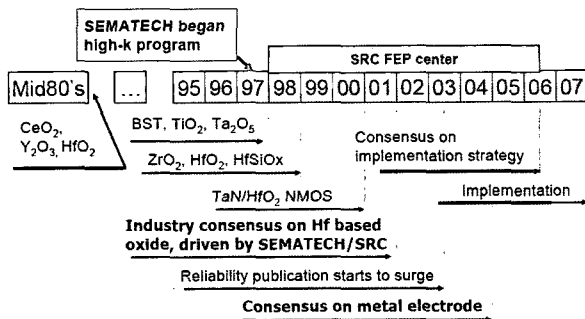 SEMATECH began
high-k program
SRC FEP center
Mid80's ... 95 96 97 98 99 00 01 02 03 04 05 06 07
CeO₂,
Y₂O₃, HfO₂
BST, TiO₂, Ta₂O₅
ZrO₂, HfO₂, HfSiOx
Consensus on
implementation strategy
TaN/HfO₂ NMOS
Implementation
Industry consensus on Hf based
oxide, driven by SEMATECH/SRC
Reliability publication starts to surge
Consensus on metal electrode